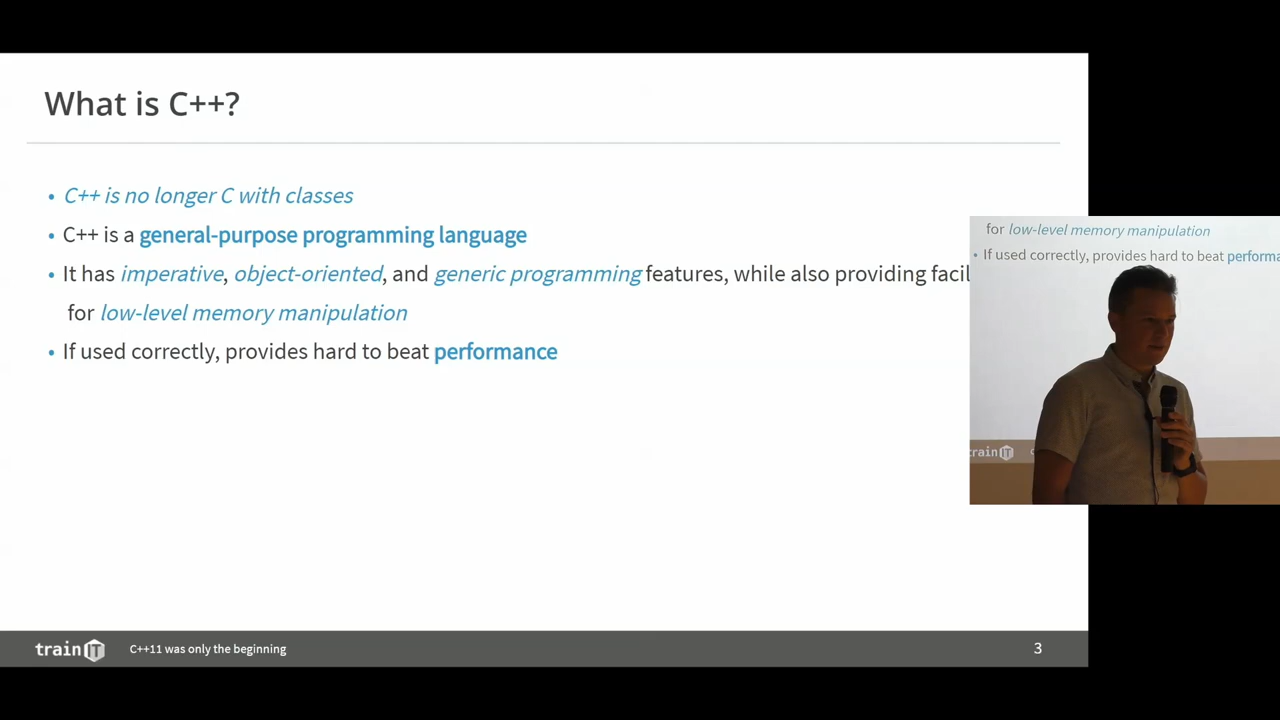 What is C++?
• C++ is no longer C with classes
• C++ is a general-purpose programming language
• It has imperative, object-oriented, and generic programming features, while also providing facil
for low-level memory manipulation
• If used correctly, provides hard to beat performance
for low-level memory manipulation
• If used correctly, provides hard to beat performa
rainIT
trainIT
C++11 was only the beginning
3